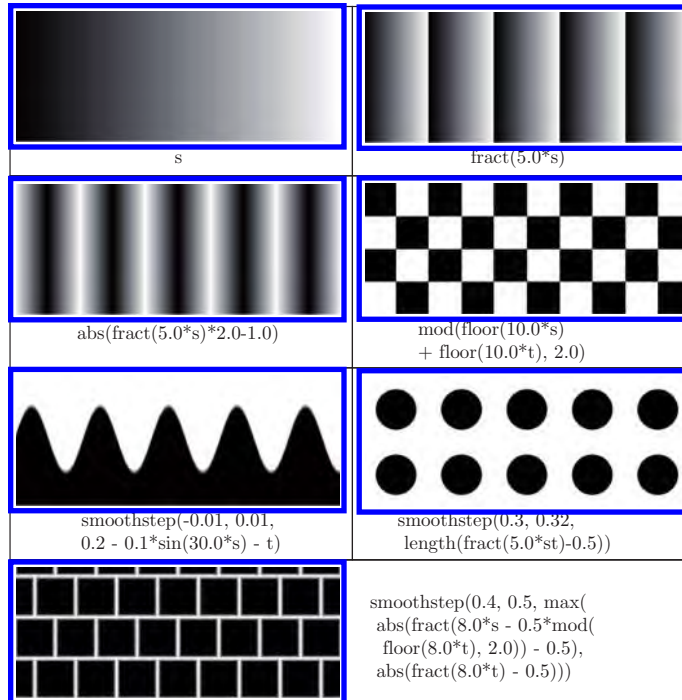 s
fract(5.0*s)
abs(fract(5.0*s)*2.0-1.0)
mod(floor(10.0*s)
+ floor(10.0*t), 2.0)
smoothstep(-0.01, 0.01,
0.2 - 0.1*sin(30.0*s) - t)
smoothstep(0.3, 0.32,
length(fract(5.0*st)-0.5))
smoothstep(0.4, 0.5, max(
abs(fract(8.0*s - 0.5*mod(
floor(8.0*t), 2.0)) - 0.5),
abs(fract(8.0*t) - 0.5)))